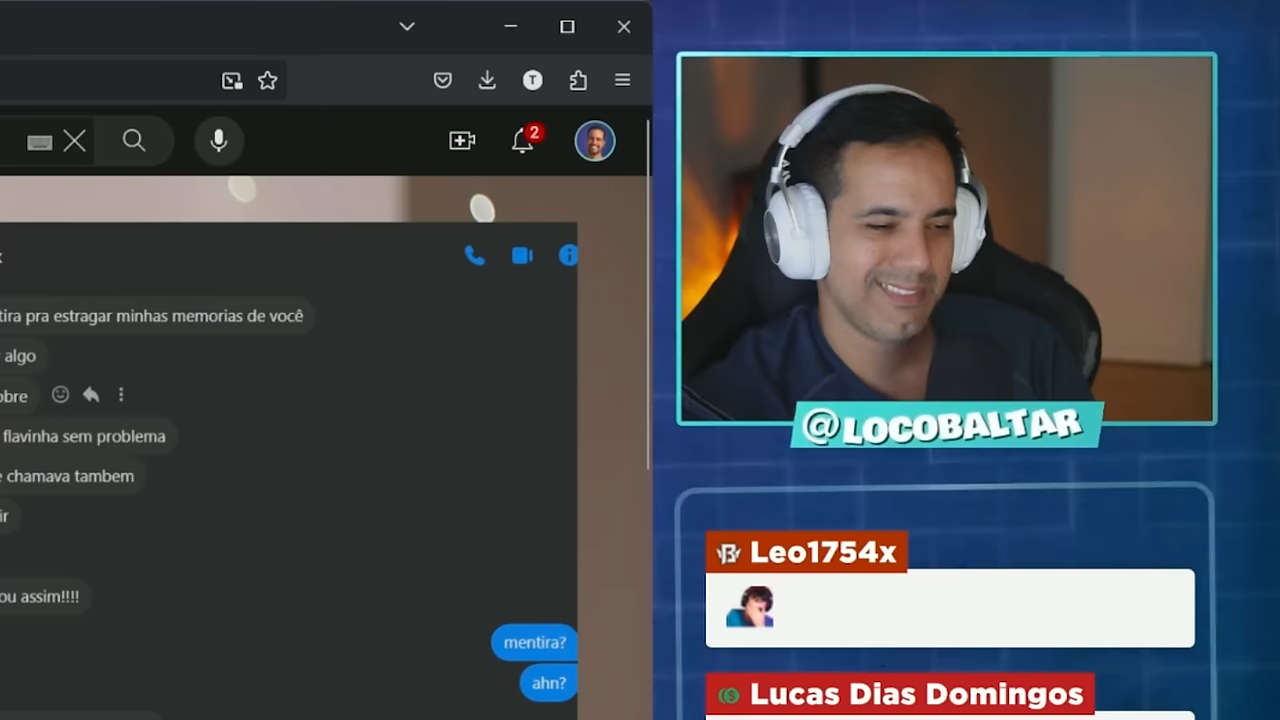 T
2
tira pra estragar minhas memorias de você
algo
obre
flavinha sem problema
e chamava tambem
ir
ou assim!!!!
mentira?
ahn?
@LOCOBALTAR
Leo1754x
Lucas Dias Domingos